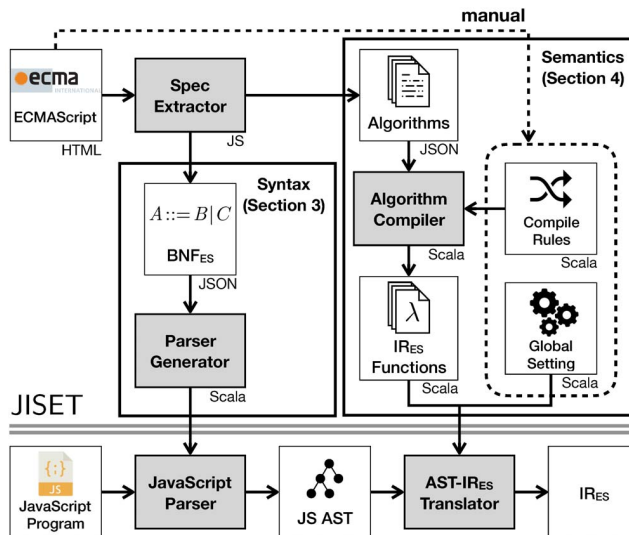 manual
ecma
INTERNATIONAL
ECMAScript
HTML
Spec
Extractor
JS
Algorithms
JSON
Semantics
(Section 4)
Syntax
(Section 3)
A ::= B| C
BNFES
JSON
Algorithm
Compiler
Scala
Compile
Rules
Scala
Parser
Generator
Scala
λ
IRES
Functions
Scala
Global
Setting
Scala
JISET
{;}
JS
JavaScript
Program
JavaScript
Parser
JS AST
AST-IRES
Translator
IRES